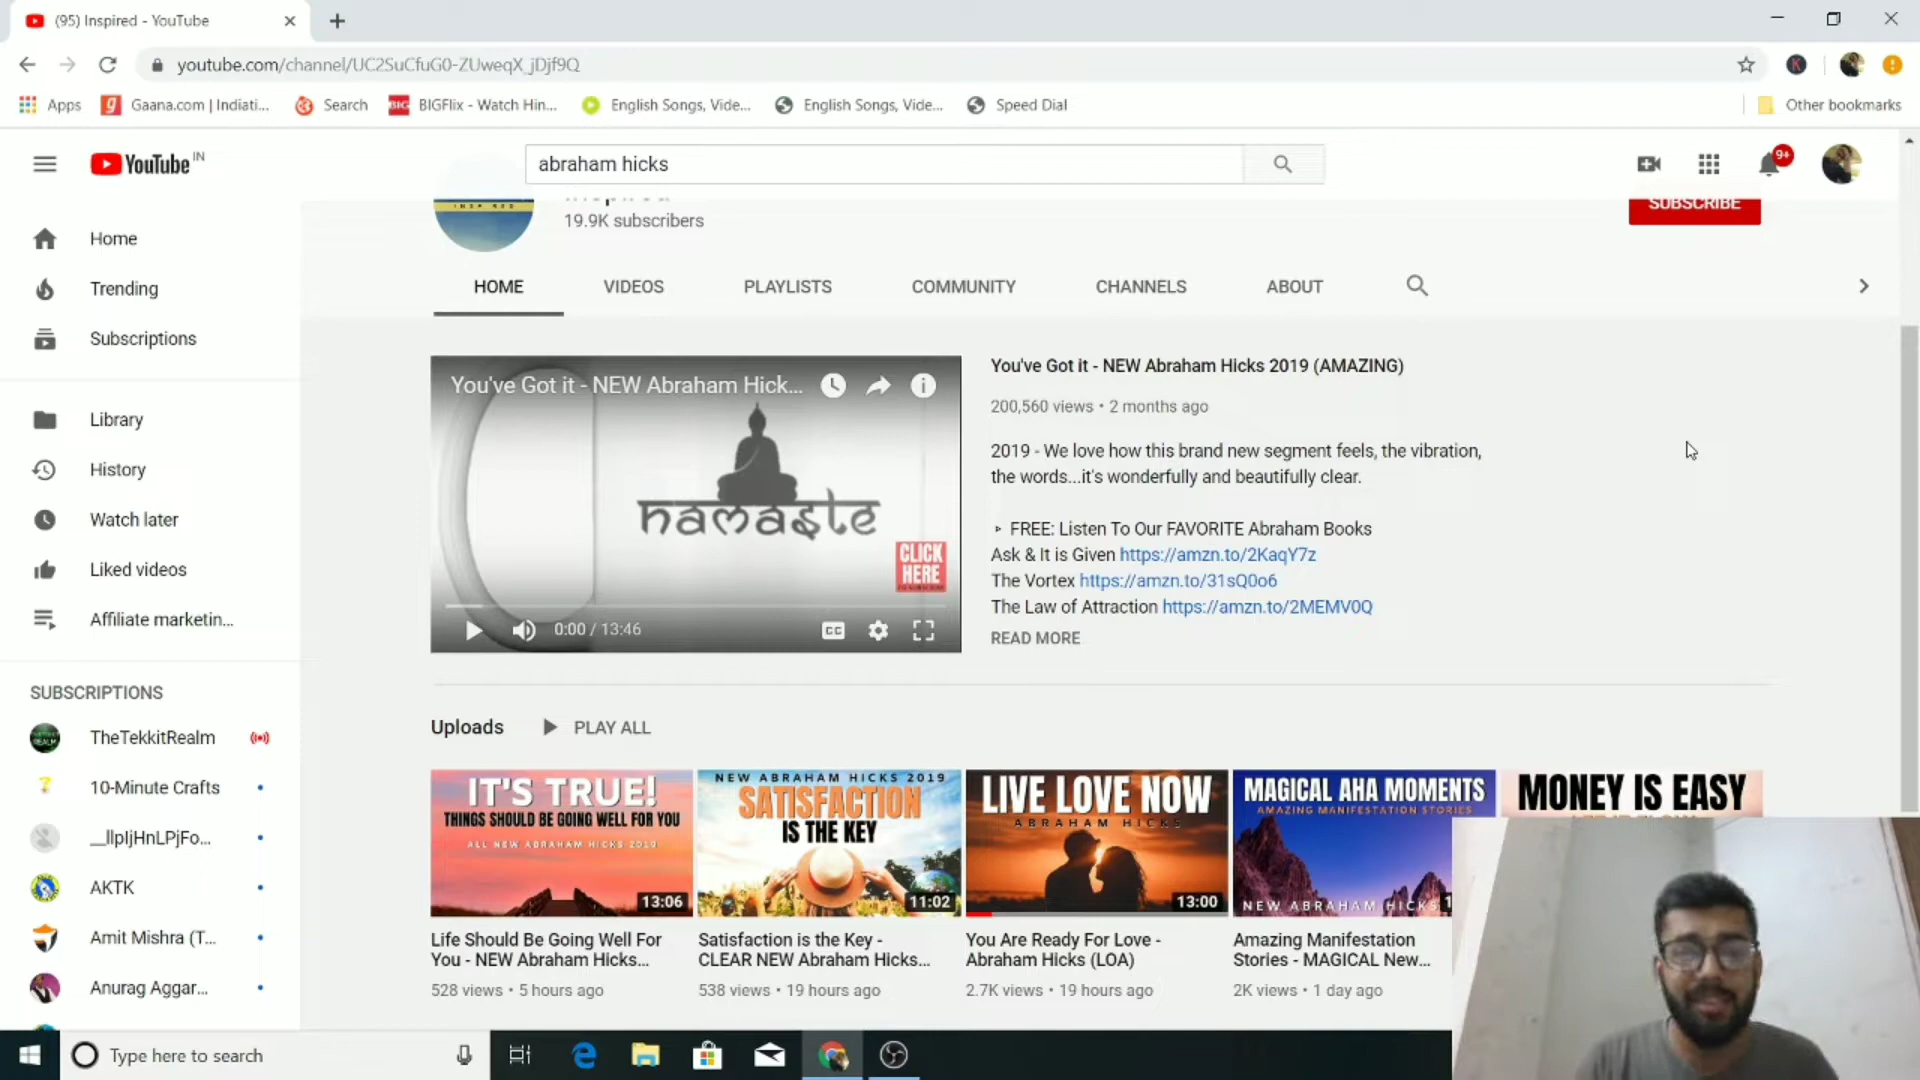 (95) Inspired - YouTube
youtube.com/channel/UC2SuCfuG0-ZUweqX_jDjf9Q
K
Apps
Gaana.com | Indiati...
Search
BIG
BIGFlix - Watch Hin...
English Songs, Vide...
English Songs, Vide...
Speed Dial
Other bookmarks
YouTube IN
abraham hicks
9+
19.9K subscribers
SUBSCRIBE
Home
Trending
Subscriptions
Library
History
Watch later
Liked videos
Affiliate marketin...
SUBSCRIPTIONS
TheTekkitRealm
10-Minute Crafts
AKTK
Amit Mishra (T...
Anurag Aggar...
HOME
VIDEOS
PLAYLISTS
COMMUNITY
CHANNELS
ABOUT
You've Got it - NEW Abraham Hick...
namaste
CLICK
HERE
0:00 / 13:46
CC
You've Got it - NEW Abraham Hicks 2019 (AMAZING)
200,560 views • 2 months ago
2019 - We love how this brand new segment feels, the vibration,
the words...it's wonderfully and beautifully clear.
‣ FREE: Listen To Our FAVORITE Abraham Books
Ask & It is Given https://amzn.to/2KaqY7z
The Vortex https://amzn.to/31sQ0o6
The Law of Attraction https://amzn.to/2MEMV0Q
READ MORE
Uploads
PLAY ALL
IT'S TRUE!
THINGS SHOULD BE GOING WELL FOR YOU
ALL NEW ABRAHAM HICKS 2019
13:06
Life Should Be Going Well For
You - NEW Abraham Hicks...
528 views • 5 hours ago
NEW ABRAHAM HICKS 2019
SATISFACTION
IS THE KEY
11:02
Satisfaction is the Key -
CLEAR NEW Abraham Hicks...
538 views • 19 hours ago
LIVE LOVE NOW
ABRAHAM HICKS
13:00
You Are Ready For Love -
Abraham Hicks (LOA)
2.7K views • 19 hours ago
MAGICAL AHA MOMENTS
AMAZING MANIFESTATION STORIES
NEW ABRAHAM HICKS
Amazing Manifestation
Stories - MAGICAL New...
2K views • 1 day ago
MONEY IS EASY
Type here to search